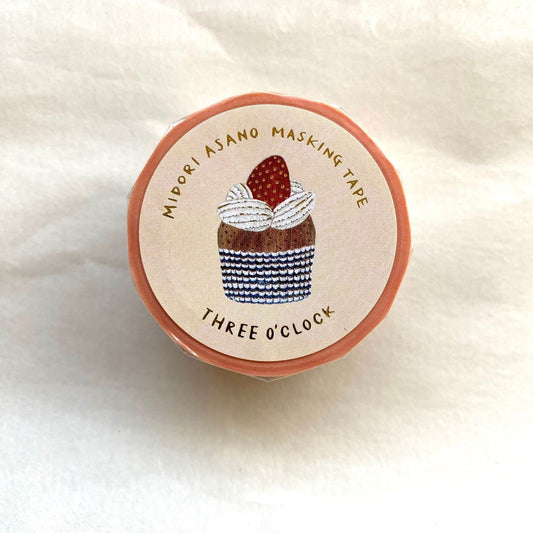 MIDORI ASANO MASKING TAPE
THREE O'CLOCK